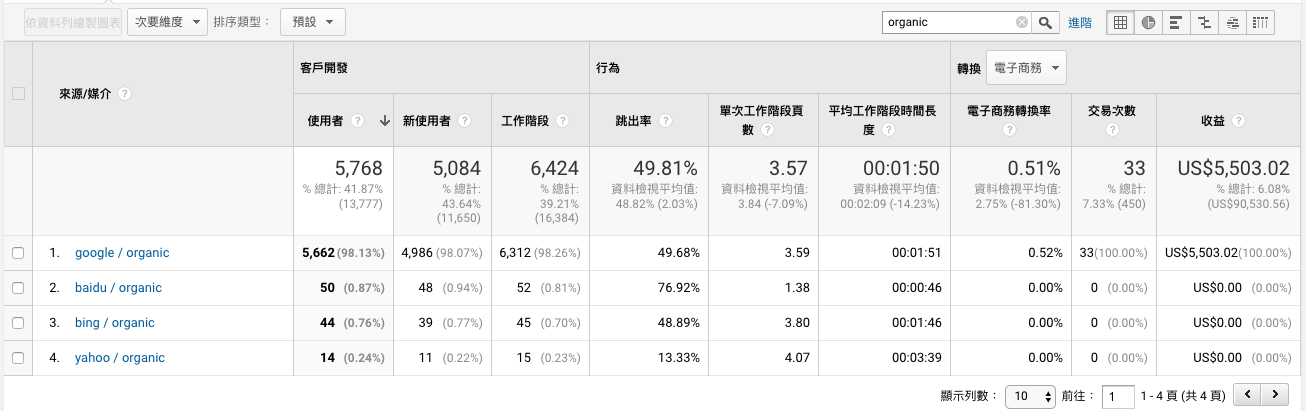 依資料列繪製圖表 次要維度 排序類型： 預設 organic 進階
來源/媒介 客戶開發 行為 轉換 電子商務
使用者 新使用者 工作階段 跳出率 單次工作階段頁數 平均工作階段時間長度 電子商務轉換率 交易次數 收益
5,768 5,084 6,424 49.81% 3.57 00:01:50 0.51% 33 US$5,503.02
% 總計: 41.87% (13,777) % 總計: 43.64% (11,650) % 總計: 39.21% (16,384) 資料檢視平均值: 48.82% (2.03%) 資料檢視平均值: 3.84 (-7.09%) 資料檢視平均值: 00:02:09 (-14.23%) 資料檢視平均值: 2.75% (-81.30%) % 總計: 7.33% (450) % 總計: 6.08% (US$90,530.56)
1. google / organic 5,662 (98.13%) 4,986 (98.07%) 6,312 (98.26%) 49.68% 3.59 00:01:51 0.52% 33(100.00%) US$5,503.02(100.00%)
2. baidu / organic 50 (0.87%) 48 (0.94%) 52 (0.81%) 76.92% 1.38 00:00:46 0.00% 0 (0.00%) US$0.00 (0.00%)
3. bing / organic 44 (0.76%) 39 (0.77%) 45 (0.70%) 48.89% 3.80 00:01:46 0.00% 0 (0.00%) US$0.00 (0.00%)
4. yahoo / organic 14 (0.24%) 11 (0.22%) 15 (0.23%) 13.33% 4.07 00:03:39 0.00% 0 (0.00%) US$0.00 (0.00%)
顯示列數： 10 前往： 1 1 - 4 頁 (共 4 頁)